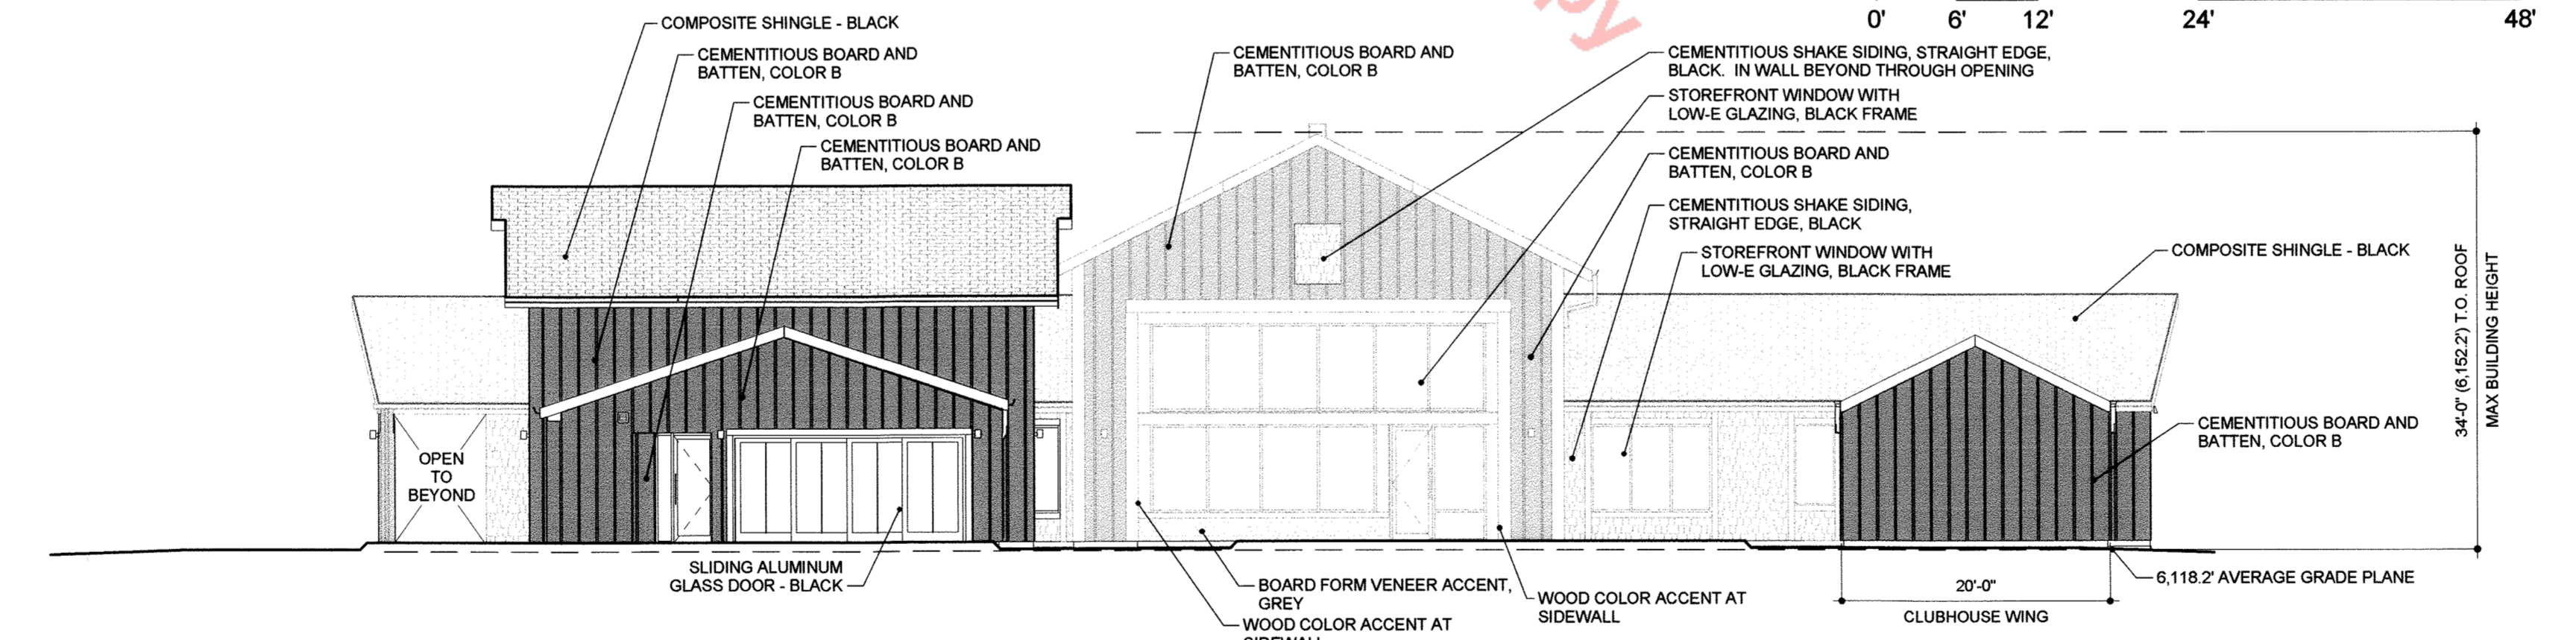 py
0' 6' 12' 24' 48'
COMPOSITE SHINGLE - BLACK
CEMENTITIOUS BOARD AND
BATTEN, COLOR B
CEMENTITIOUS BOARD AND
BATTEN, COLOR B
CEMENTITIOUS BOARD AND
BATTEN, COLOR B
CEMENTITIOUS BOARD AND
BATTEN, COLOR B
CEMENTITIOUS SHAKE SIDING, STRAIGHT EDGE,
BLACK. IN WALL BEYOND THROUGH OPENING
STOREFRONT WINDOW WITH
LOW-E GLAZING, BLACK FRAME
CEMENTITIOUS BOARD AND
BATTEN, COLOR B
CEMENTITIOUS SHAKE SIDING,
STRAIGHT EDGE, BLACK
STOREFRONT WINDOW WITH
LOW-E GLAZING, BLACK FRAME
COMPOSITE SHINGLE - BLACK
34'-0" (6,152.2') T.O. ROOF
MAX BUILDING HEIGHT
CEMENTITIOUS BOARD AND
BATTEN, COLOR B
OPEN
TO
BEYOND
SLIDING ALUMINUM
GLASS DOOR - BLACK
BOARD FORM VENEER ACCENT,
GREY
WOOD COLOR ACCENT AT
WOOD COLOR ACCENT AT
SIDEWALL
20'-0"
CLUBHOUSE WING
6,118.2' AVERAGE GRADE PLANE